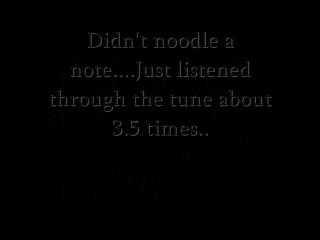 Didn't noodle a
note....Just listened
through the tune about
3.5 times..